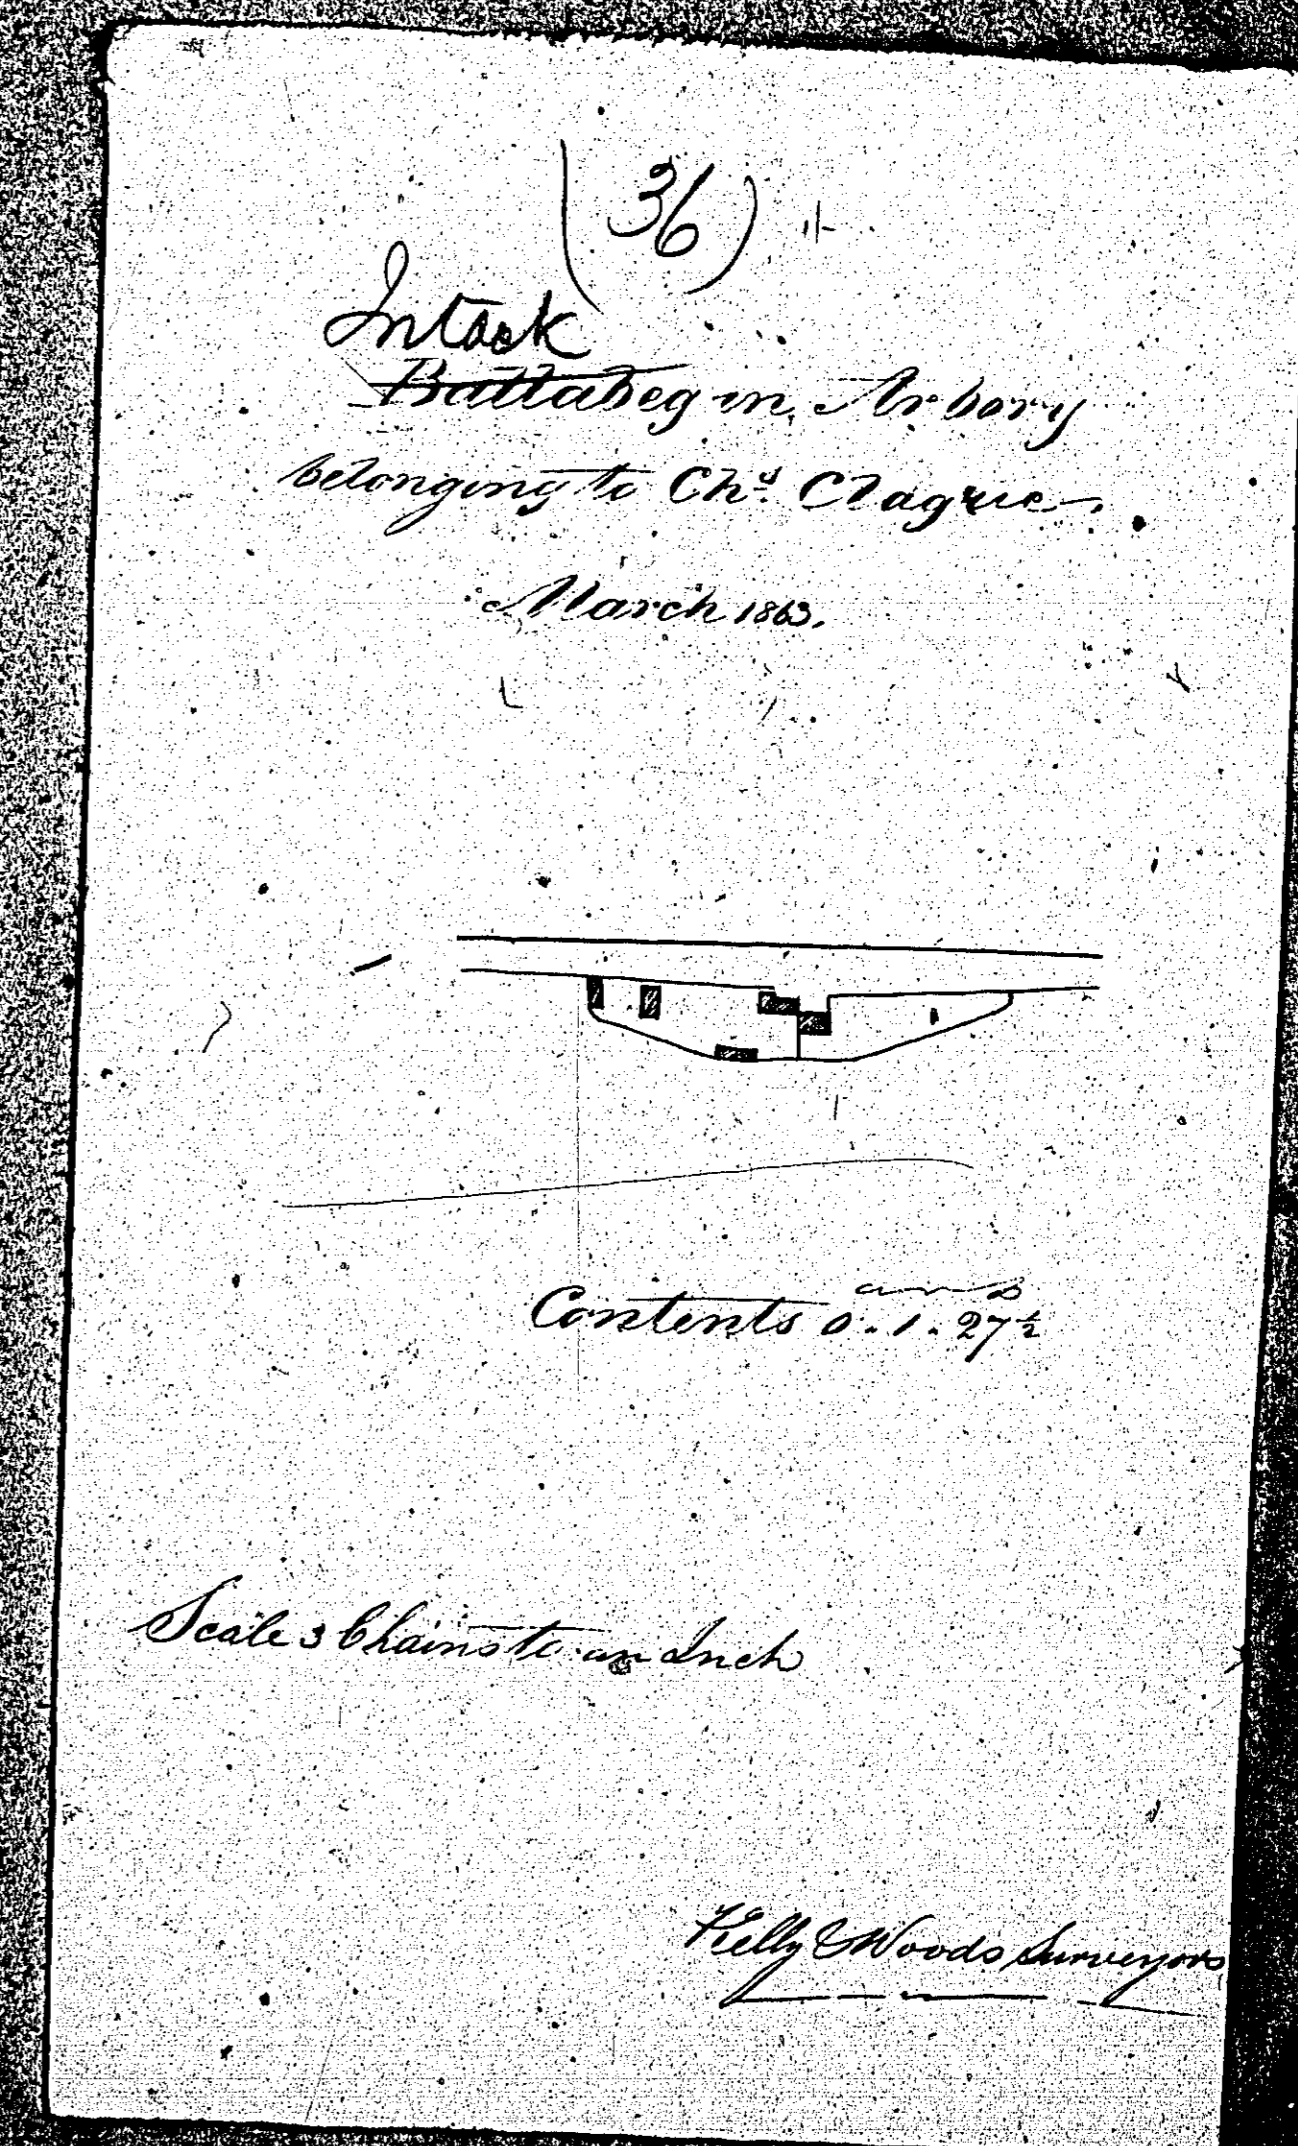 (36)
Intack
Ballabeg in Arbory
belonging to Chs. Clague.
March 1863.
a r p
Contents 0. 1. 27½
Scale 3 Chains to an Inch
Kelly & Woods Surveyors